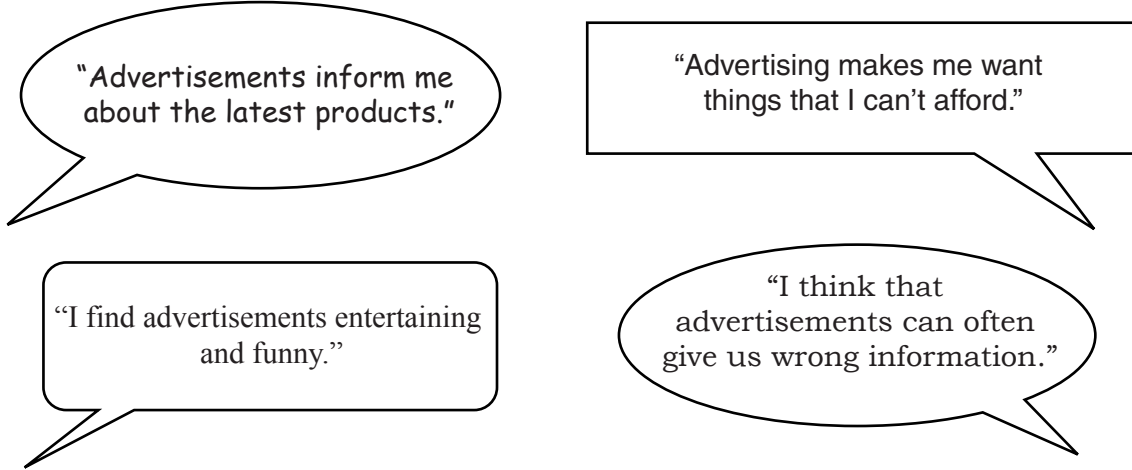 “Advertisements inform me
about the latest products.”
“Advertising makes me want
things that I can’t afford.”
“I find advertisements entertaining
and funny.”
“I think that
advertisements can often
give us wrong information.”